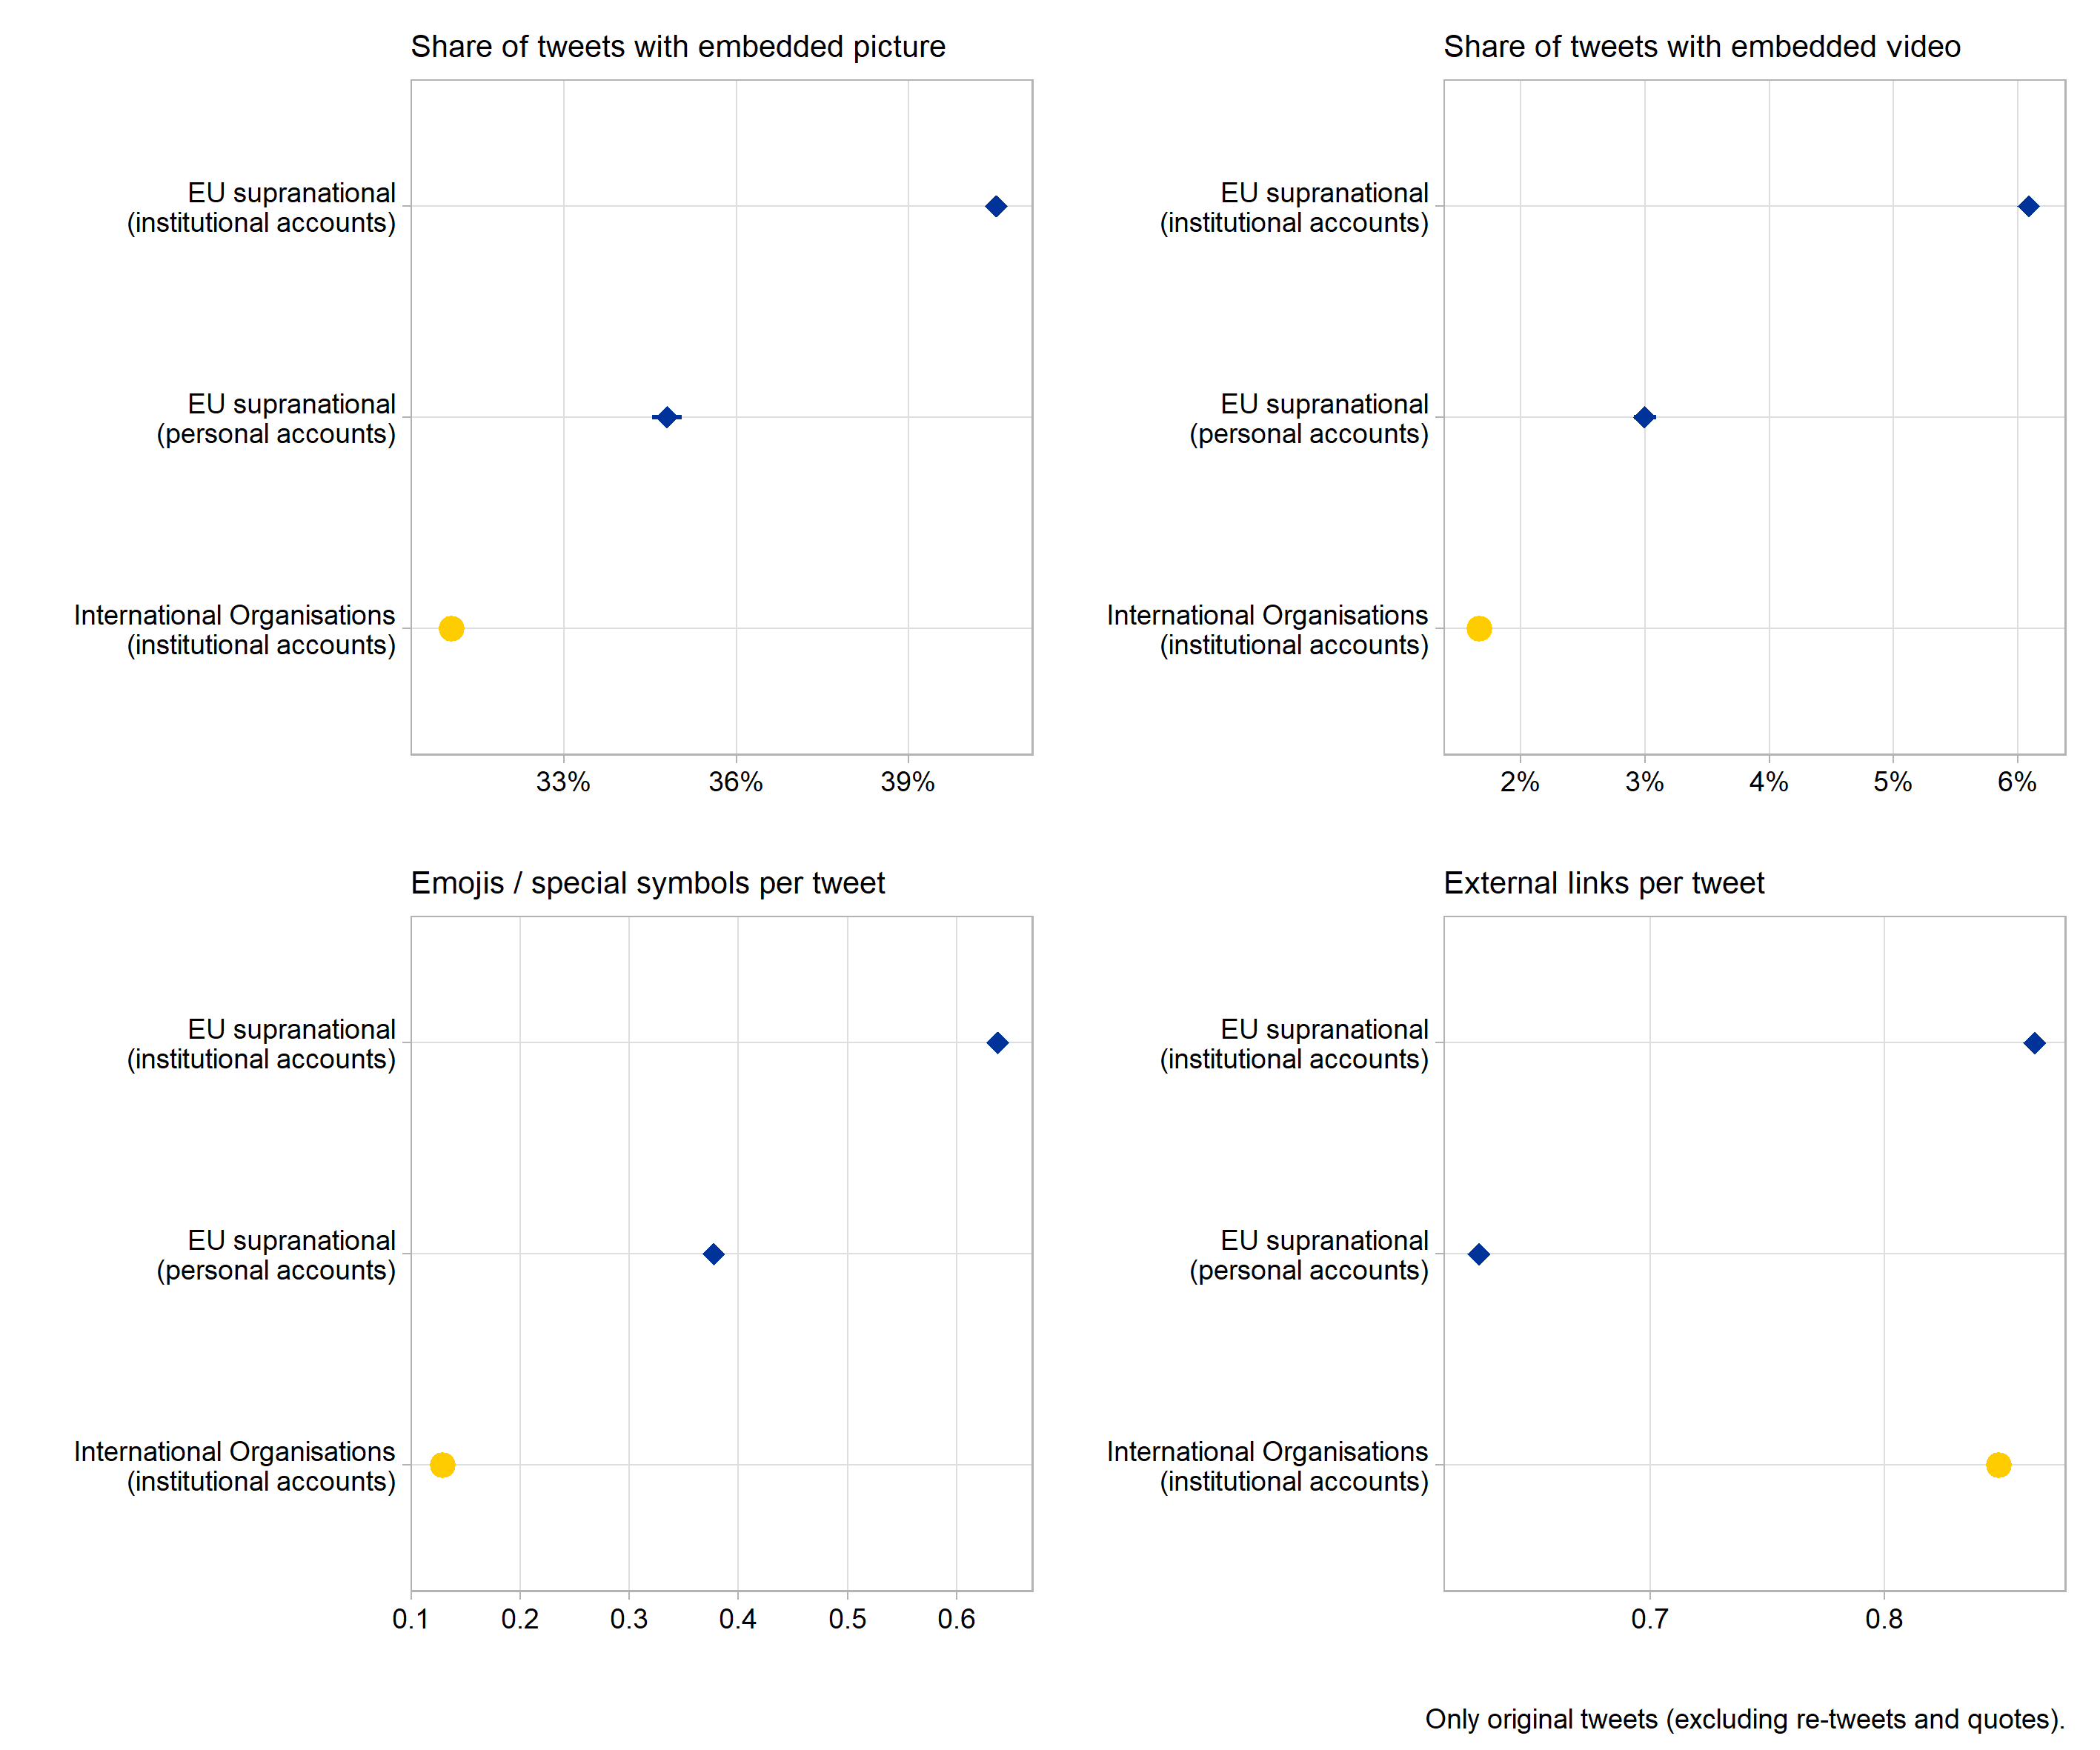 Share of tweets with embedded picture
EU supranational
(institutional accounts)
EU supranational
(personal accounts)
International Organisations
(institutional accounts)
33% 36% 39%
Share of tweets with embedded video
EU supranational
(institutional accounts)
EU supranational
(personal accounts)
International Organisations
(institutional accounts)
2% 3% 4% 5% 6%
Emojis / special symbols per tweet
EU supranational
(institutional accounts)
EU supranational
(personal accounts)
International Organisations
(institutional accounts)
0.1 0.2 0.3 0.4 0.5 0.6
External links per tweet
EU supranational
(institutional accounts)
EU supranational
(personal accounts)
International Organisations
(institutional accounts)
0.7 0.8
Only original tweets (excluding re-tweets and quotes).